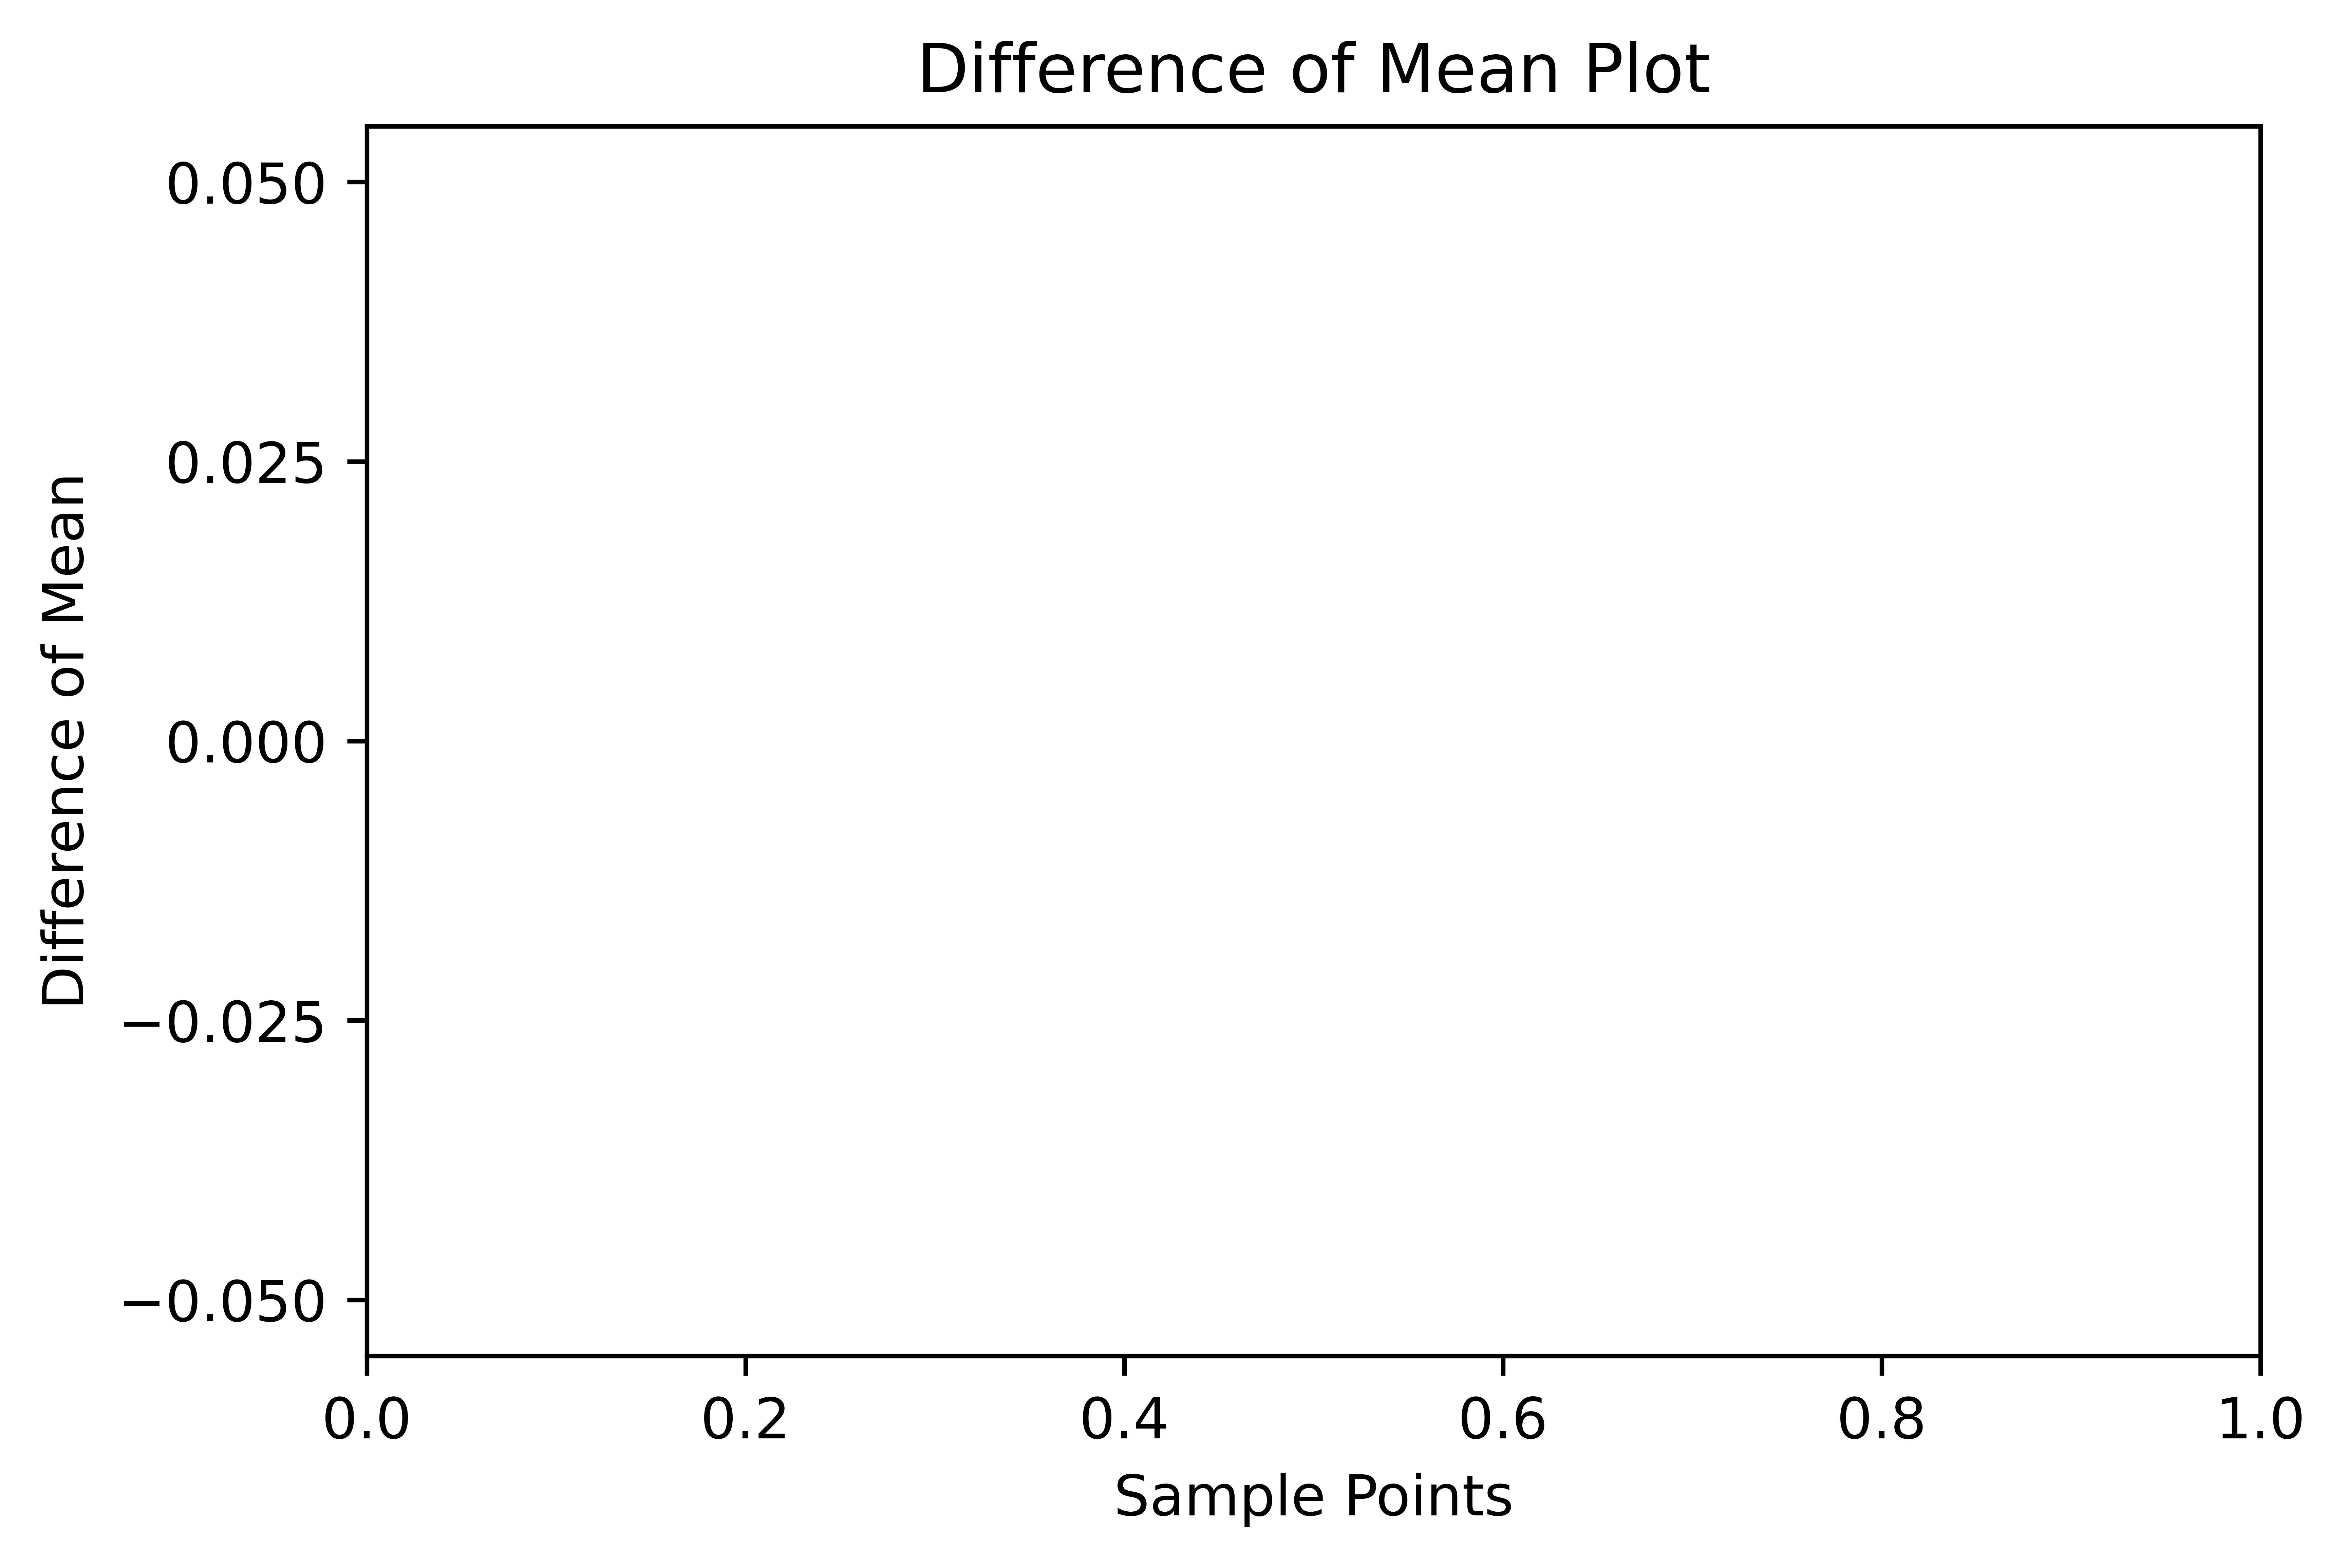 Difference of Mean Plot
Difference of Mean
0.050
0.025
0.000
−0.025
−0.050
0.0 0.2 0.4 0.6 0.8 1.0
Sample Points